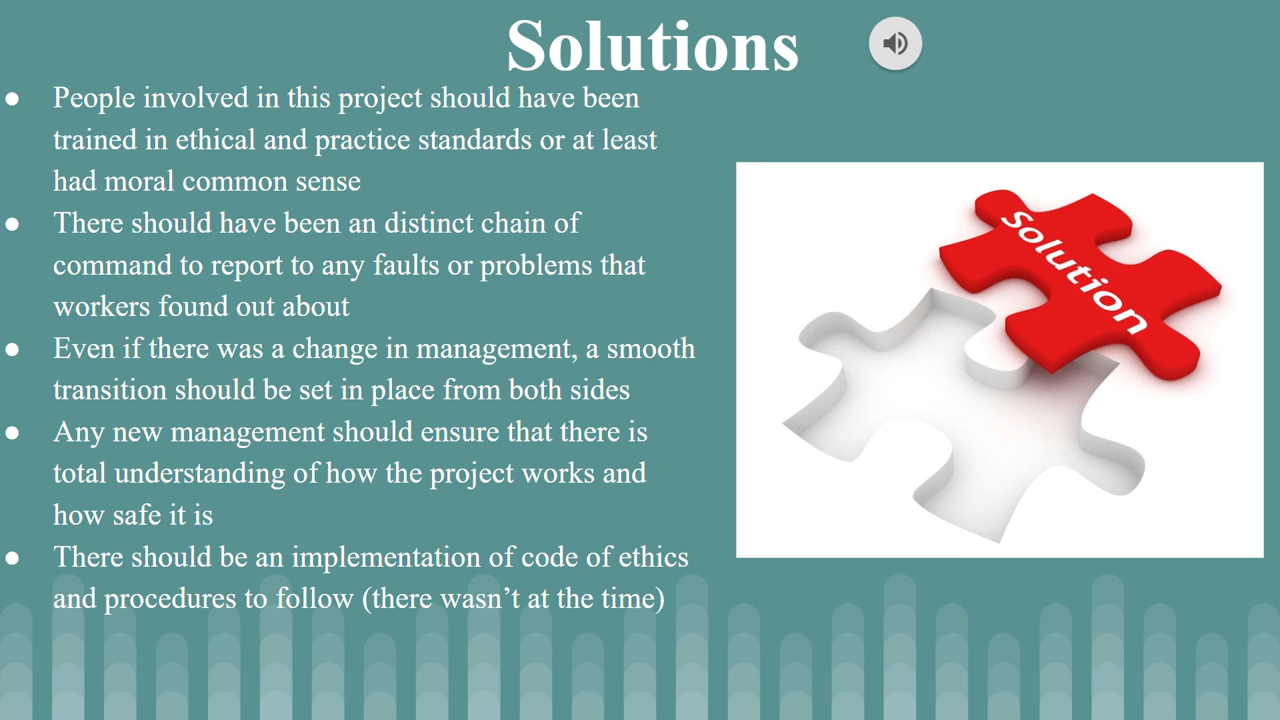 Solutions
● People involved in this project should have been
trained in ethical and practice standards or at least
had moral common sense
● There should have been an distinct chain of
command to report to any faults or problems that
workers found out about
● Even if there was a change in management, a smooth
transition should be set in place from both sides
● Any new management should ensure that there is
total understanding of how the project works and
how safe it is
● There should be an implementation of code of ethics
and procedures to follow (there wasn’t at the time)
Solution